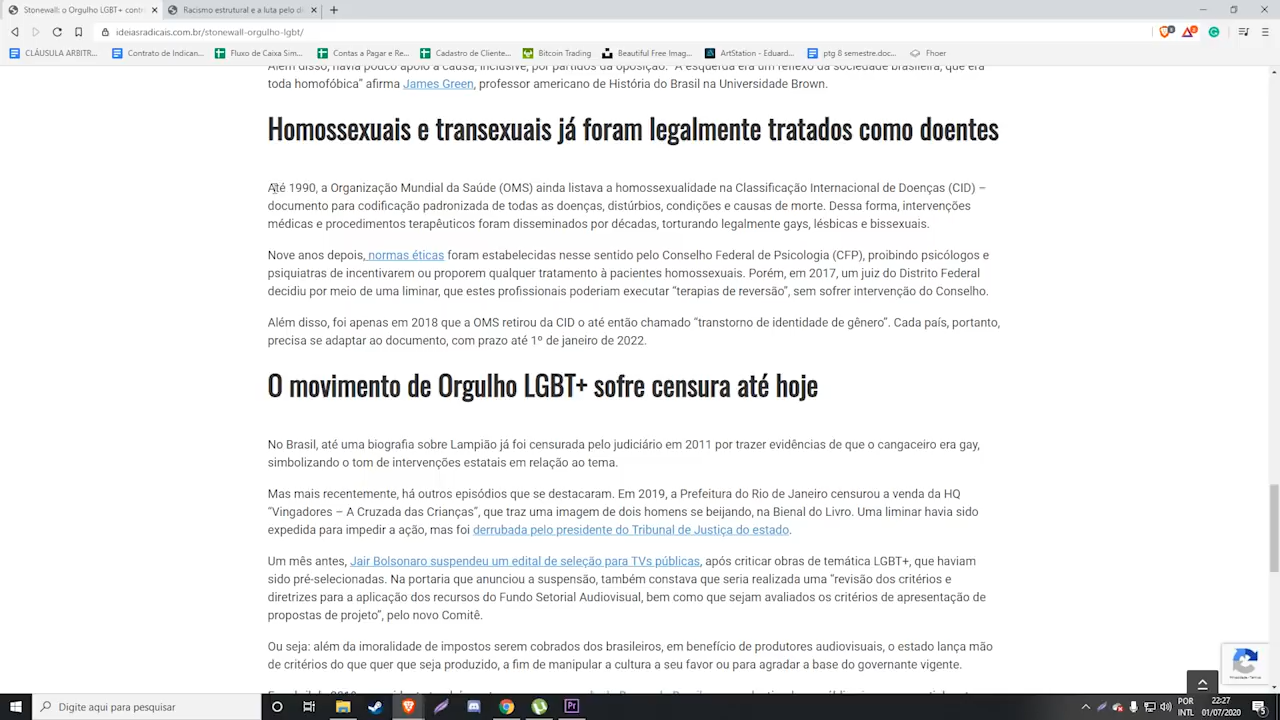 Stonewall: o Orgulho LGBT+ contr
Racismo estrutural e a luta pelo d
ideiasradicais.com.br/stonewall-orgulho-lgbt/
CLÁUSULA ARBITR...
Contrato de Indican...
Fluxo de Caixa Sim...
Contas a Pagar e Re...
Cadastro de Cliente...
Bitcoin Trading
Beautiful Free Imag...
ArtStation - Eduard...
ptg 8 semestre.doc...
Fhoer
Além disso, havia pouco apoio à causa, inclusive, por partidos da oposição. "A esquerda era um reflexo da sociedade brasileira, que era
toda homofóbica” afirma James Green, professor americano de História do Brasil na Universidade Brown.
Homossexuais e transexuais já foram legalmente tratados como doentes
Até 1990, a Organização Mundial da Saúde (OMS) ainda listava a homossexualidade na Classificação Internacional de Doenças (CID) –
documento para codificação padronizada de todas as doenças, distúrbios, condições e causas de morte. Dessa forma, intervenções
médicas e procedimentos terapêuticos foram disseminados por décadas, torturando legalmente gays, lésbicas e bissexuais.
Nove anos depois, normas éticas foram estabelecidas nesse sentido pelo Conselho Federal de Psicologia (CFP), proibindo psicólogos e
psiquiatras de incentivarem ou proporem qualquer tratamento à pacientes homossexuais. Porém, em 2017, um juiz do Distrito Federal
decidiu por meio de uma liminar, que estes profissionais poderiam executar “terapias de reversão”, sem sofrer intervenção do Conselho.
Além disso, foi apenas em 2018 que a OMS retirou da CID o até então chamado “transtorno de identidade de gênero”. Cada país, portanto,
precisa se adaptar ao documento, com prazo até 1º de janeiro de 2022.
O movimento de Orgulho LGBT+ sofre censura até hoje
No Brasil, até uma biografia sobre Lampião já foi censurada pelo judiciário em 2011 por trazer evidências de que o cangaceiro era gay,
simbolizando o tom de intervenções estatais em relação ao tema.
Mas mais recentemente, há outros episódios que se destacaram. Em 2019, a Prefeitura do Rio de Janeiro censurou a venda da HQ
“Vingadores – A Cruzada das Crianças”, que traz uma imagem de dois homens se beijando, na Bienal do Livro. Uma liminar havia sido
expedida para impedir a ação, mas foi derrubada pelo presidente do Tribunal de Justiça do estado.
Um mês antes, Jair Bolsonaro suspendeu um edital de seleção para TVs públicas, após criticar obras de temática LGBT+, que haviam
sido pré-selecionadas. Na portaria que anunciou a suspensão, também constava que seria realizada uma “revisão dos critérios e
diretrizes para a aplicação dos recursos do Fundo Setorial Audiovisual, bem como que sejam avaliados os critérios de apresentação de
propostas de projeto”, pelo novo Comitê.
Ou seja: além da imoralidade de impostos serem cobrados dos brasileiros, em benefício de produtores audiovisuais, o estado lança mão
de critérios do que quer que seja produzido, a fim de manipular a cultura a seu favor ou para agradar a base do governante vigente.
Digite aqui para pesquisar
POR
INTL
22:27
01/07/2020